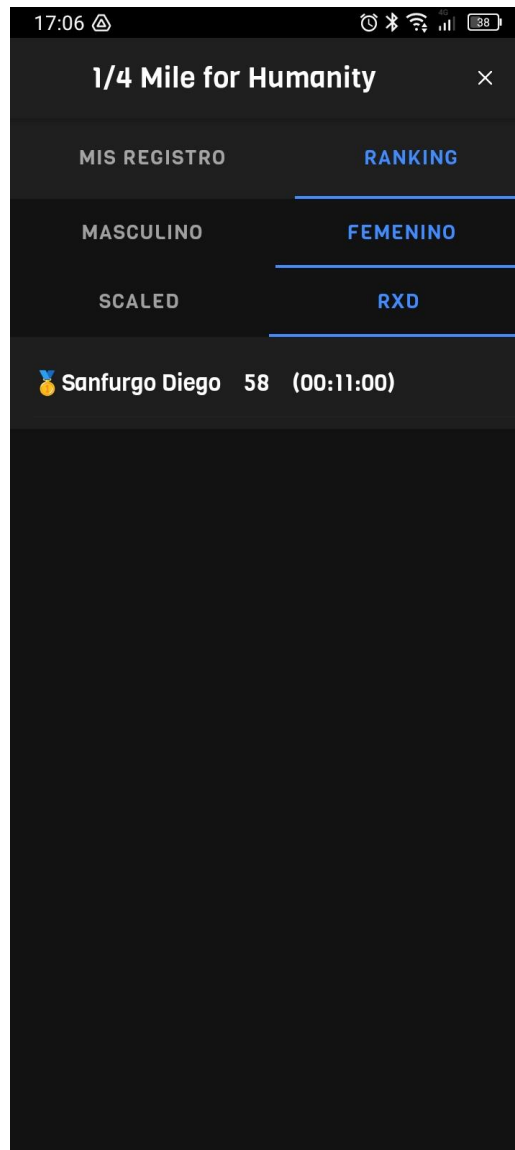 17:06 4G 38
1/4 Mile for Humanity ×
MIS REGISTRO RANKING
MASCULINO FEMENINO
SCALED RXD
Sanfurgo Diego 58 (00:11:00)